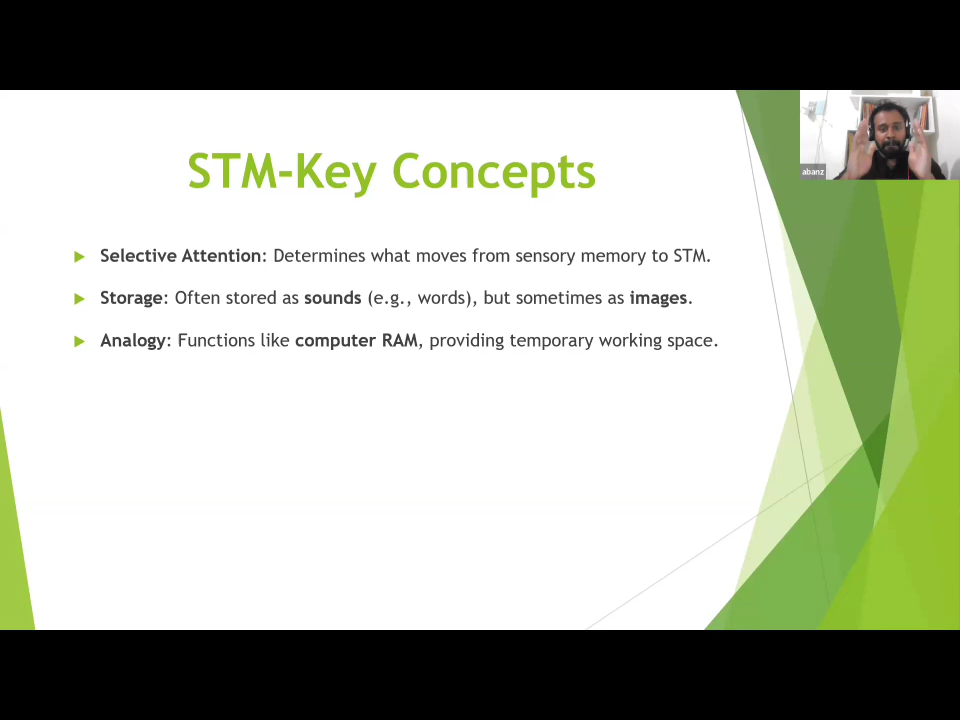 STM-Key Concepts
abanz
Selective Attention: Determines what moves from sensory memory to STM.
Storage: Often stored as sounds (e.g., words), but sometimes as images.
Analogy: Functions like computer RAM, providing temporary working space.